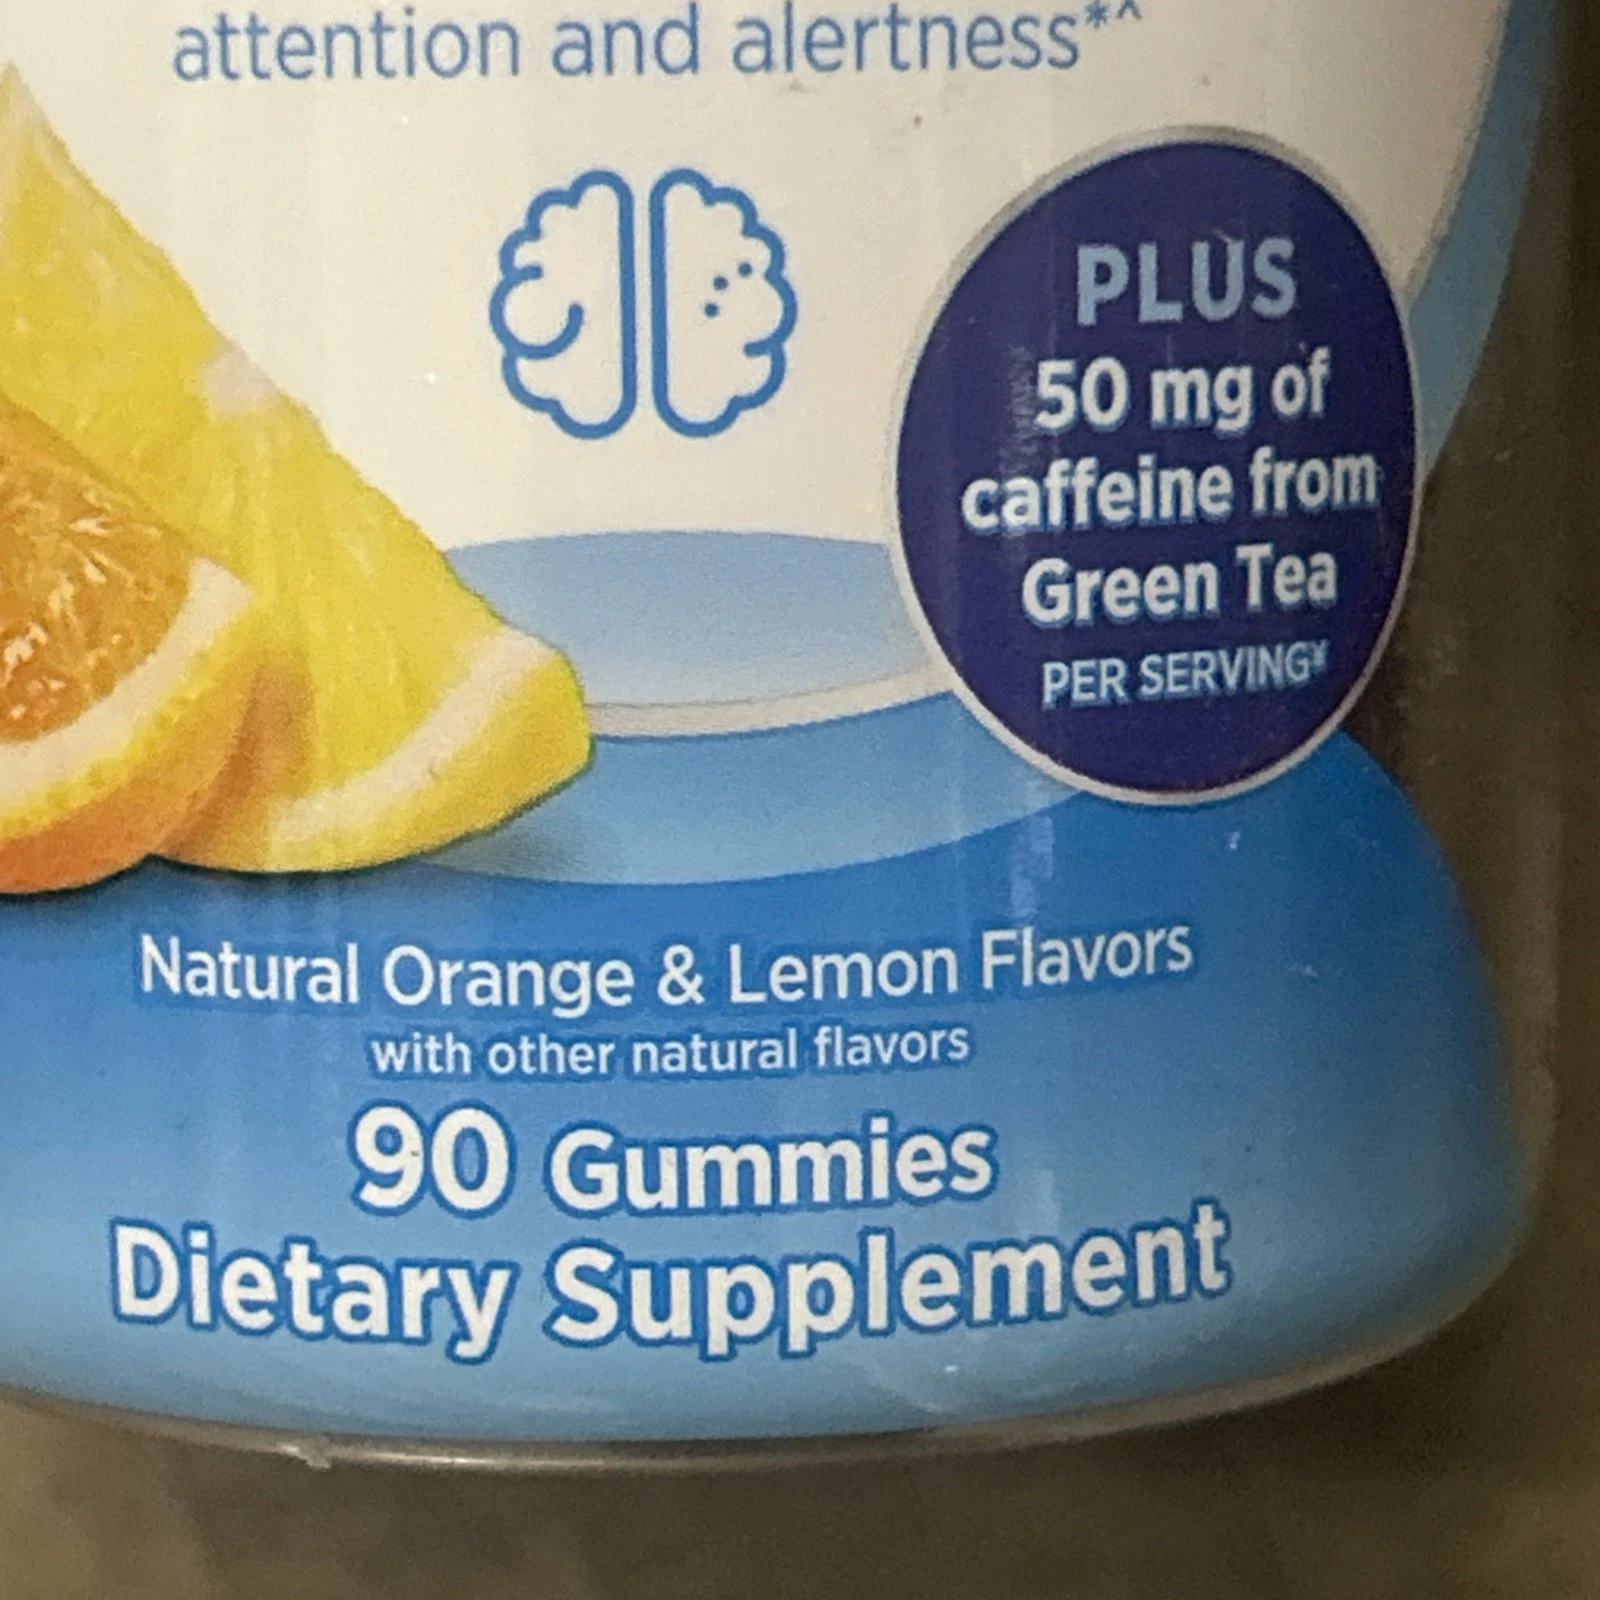 attention and alertness*^
PLUS
50 mg of
caffeine from
Green Tea
PER SERVING¥
Natural Orange & Lemon Flavors
with other natural flavors
90 Gummies
Dietary Supplement